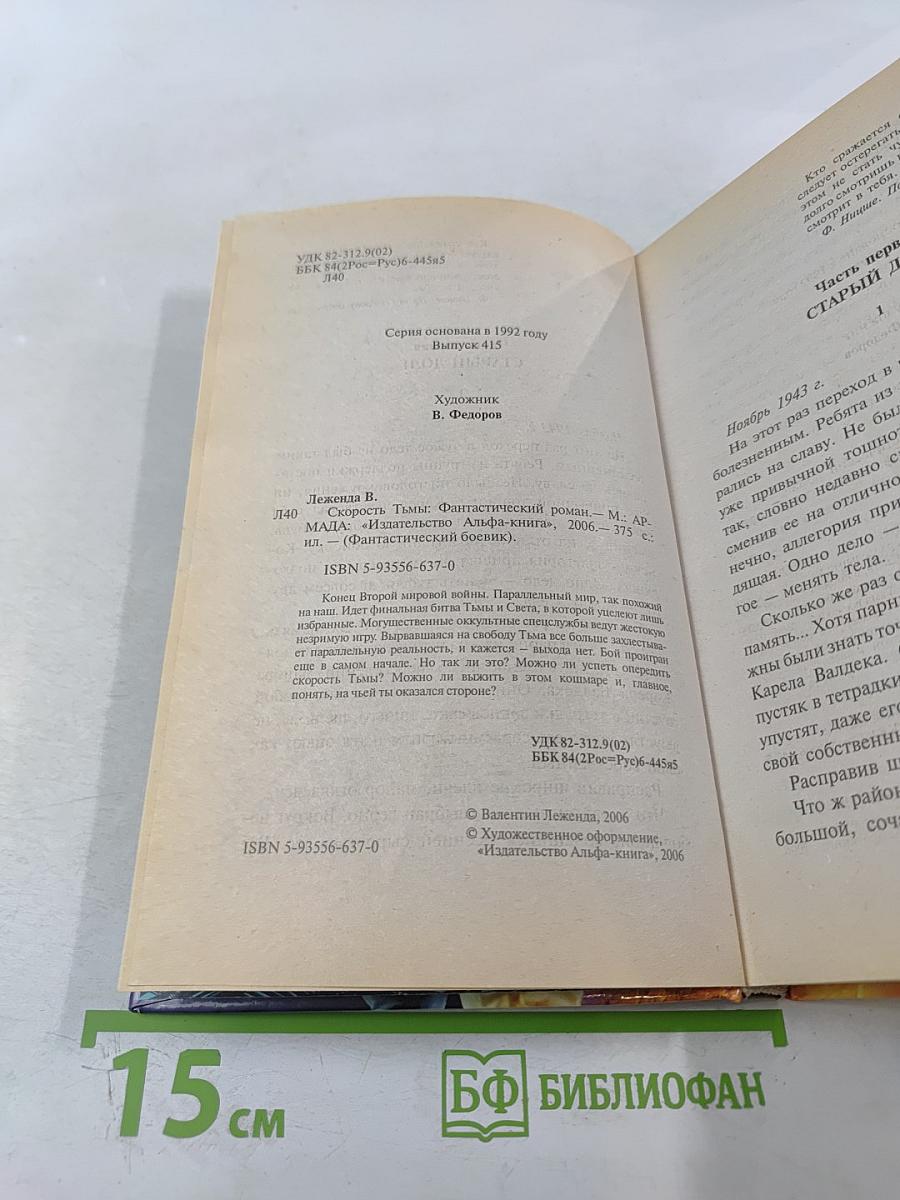 УДК 82-312.9(02)
ББК 84(2Рос=Рус)6-445я5
Л40
Серия основана в 1992 году
Выпуск 415
Художник
В. Федоров
Леженда В.
Л40 Скорость Тьмы: Фантастический роман.— М.: АР-
МАДА: «Издательство Альфа-книга», 2006.— 375 с.:
ил. — (Фантастический боевик).
ISBN 5-93556-637-0
Конец Второй мировой войны. Параллельный мир, так похожий
на наш. Идет финальная битва Тьмы и Света, в которой уцелеют лишь
избранные. Могущественные оккультные спецслужбы ведут жестокую
незримую игру. Вырвавшаяся на свободу Тьма все больше захлестыва-
ет параллельную реальность, и кажется — выхода нет. Бой проигран
еще в самом начале. Но так ли это? Можно ли успеть опередить
скорость Тьмы? Можно ли выжить в этом кошмаре и, главное,
понять, на чьей ты оказался стороне?
УДК 82-312.9(02)
ББК 84(2Рос=Рус)6-445я5
© Валентин Леженда, 2006
© Художественное оформление,
«Издательство Альфа-книга», 2006
ISBN 5-93556-637-0
Кто сражается
следует остерегать
этом не стать чу
долго смотришь
смотрит в тебя.
Ф. Ницше. По
Часть перв
СТАРЫЙ Д
1
Ноябрь 1943 г.
На этот раз переход в
болезненным. Ребята из
рались на славу. Не был
уже привычной тошнот
так, словно недавно с
сменив ее на отлично
нечно, аллегория при
дящая. Одно дело —
гое — менять тела.
Сколько же раз
память... Хотя парн
жны были знать точ
Карела Валдека.
пустяк в тетрадки
упустят, даже ег
свой собственны
Расправив ш
Что ж район
большой, соча
15 см
БФ БИБЛИОФАН